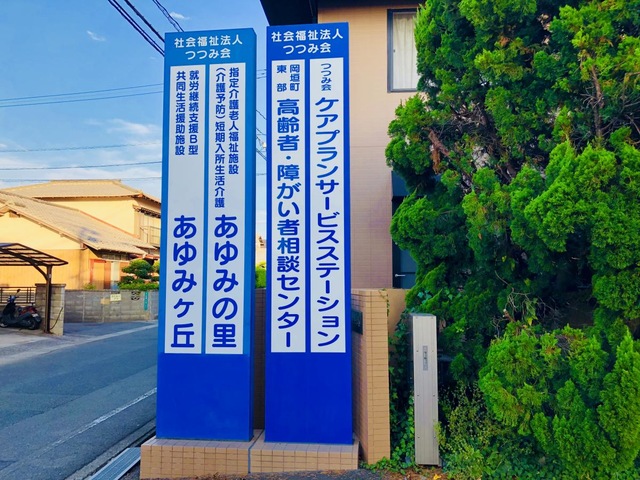 社会福祉法人
つつみ会
指定介護老人福祉施設
(介護予防)短期入所生活介護
あゆみの里
就労継続支援B型
共同生活援助施設
あゆみヶ丘
社会福祉法人
つつみ会
つつみ会
ケアプランサービスステーション
岡垣町
東部
高齢者・障がい者相談センター